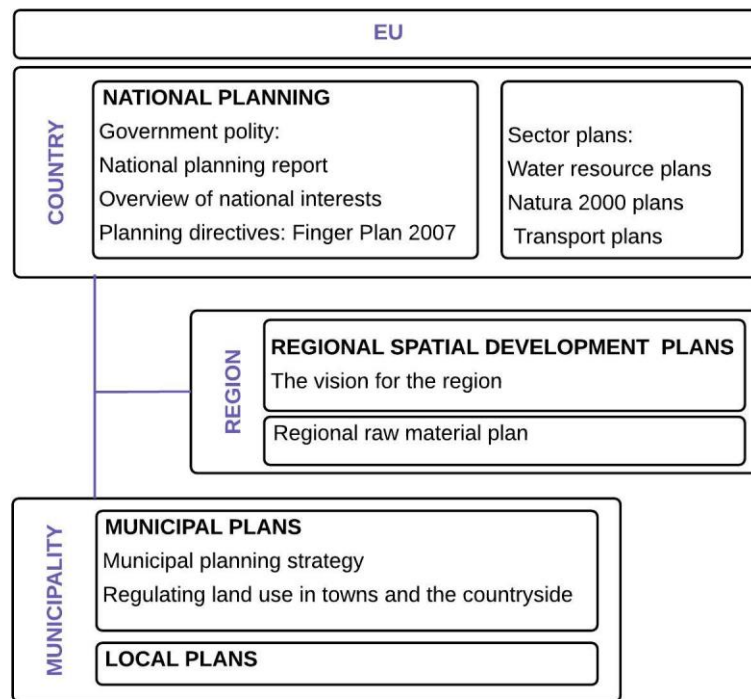 EU
COUNTRY
NATIONAL PLANNING
Government polity:
National planning report
Overview of national interests
Planning directives: Finger Plan 2007
Sector plans:
Water resource plans
Natura 2000 plans
Transport plans
REGION
REGIONAL SPATIAL DEVELOPMENT PLANS
The vision for the region
Regional raw material plan
MUNICIPALITY
MUNICIPAL PLANS
Municipal planning strategy
Regulating land use in towns and the countryside
LOCAL PLANS